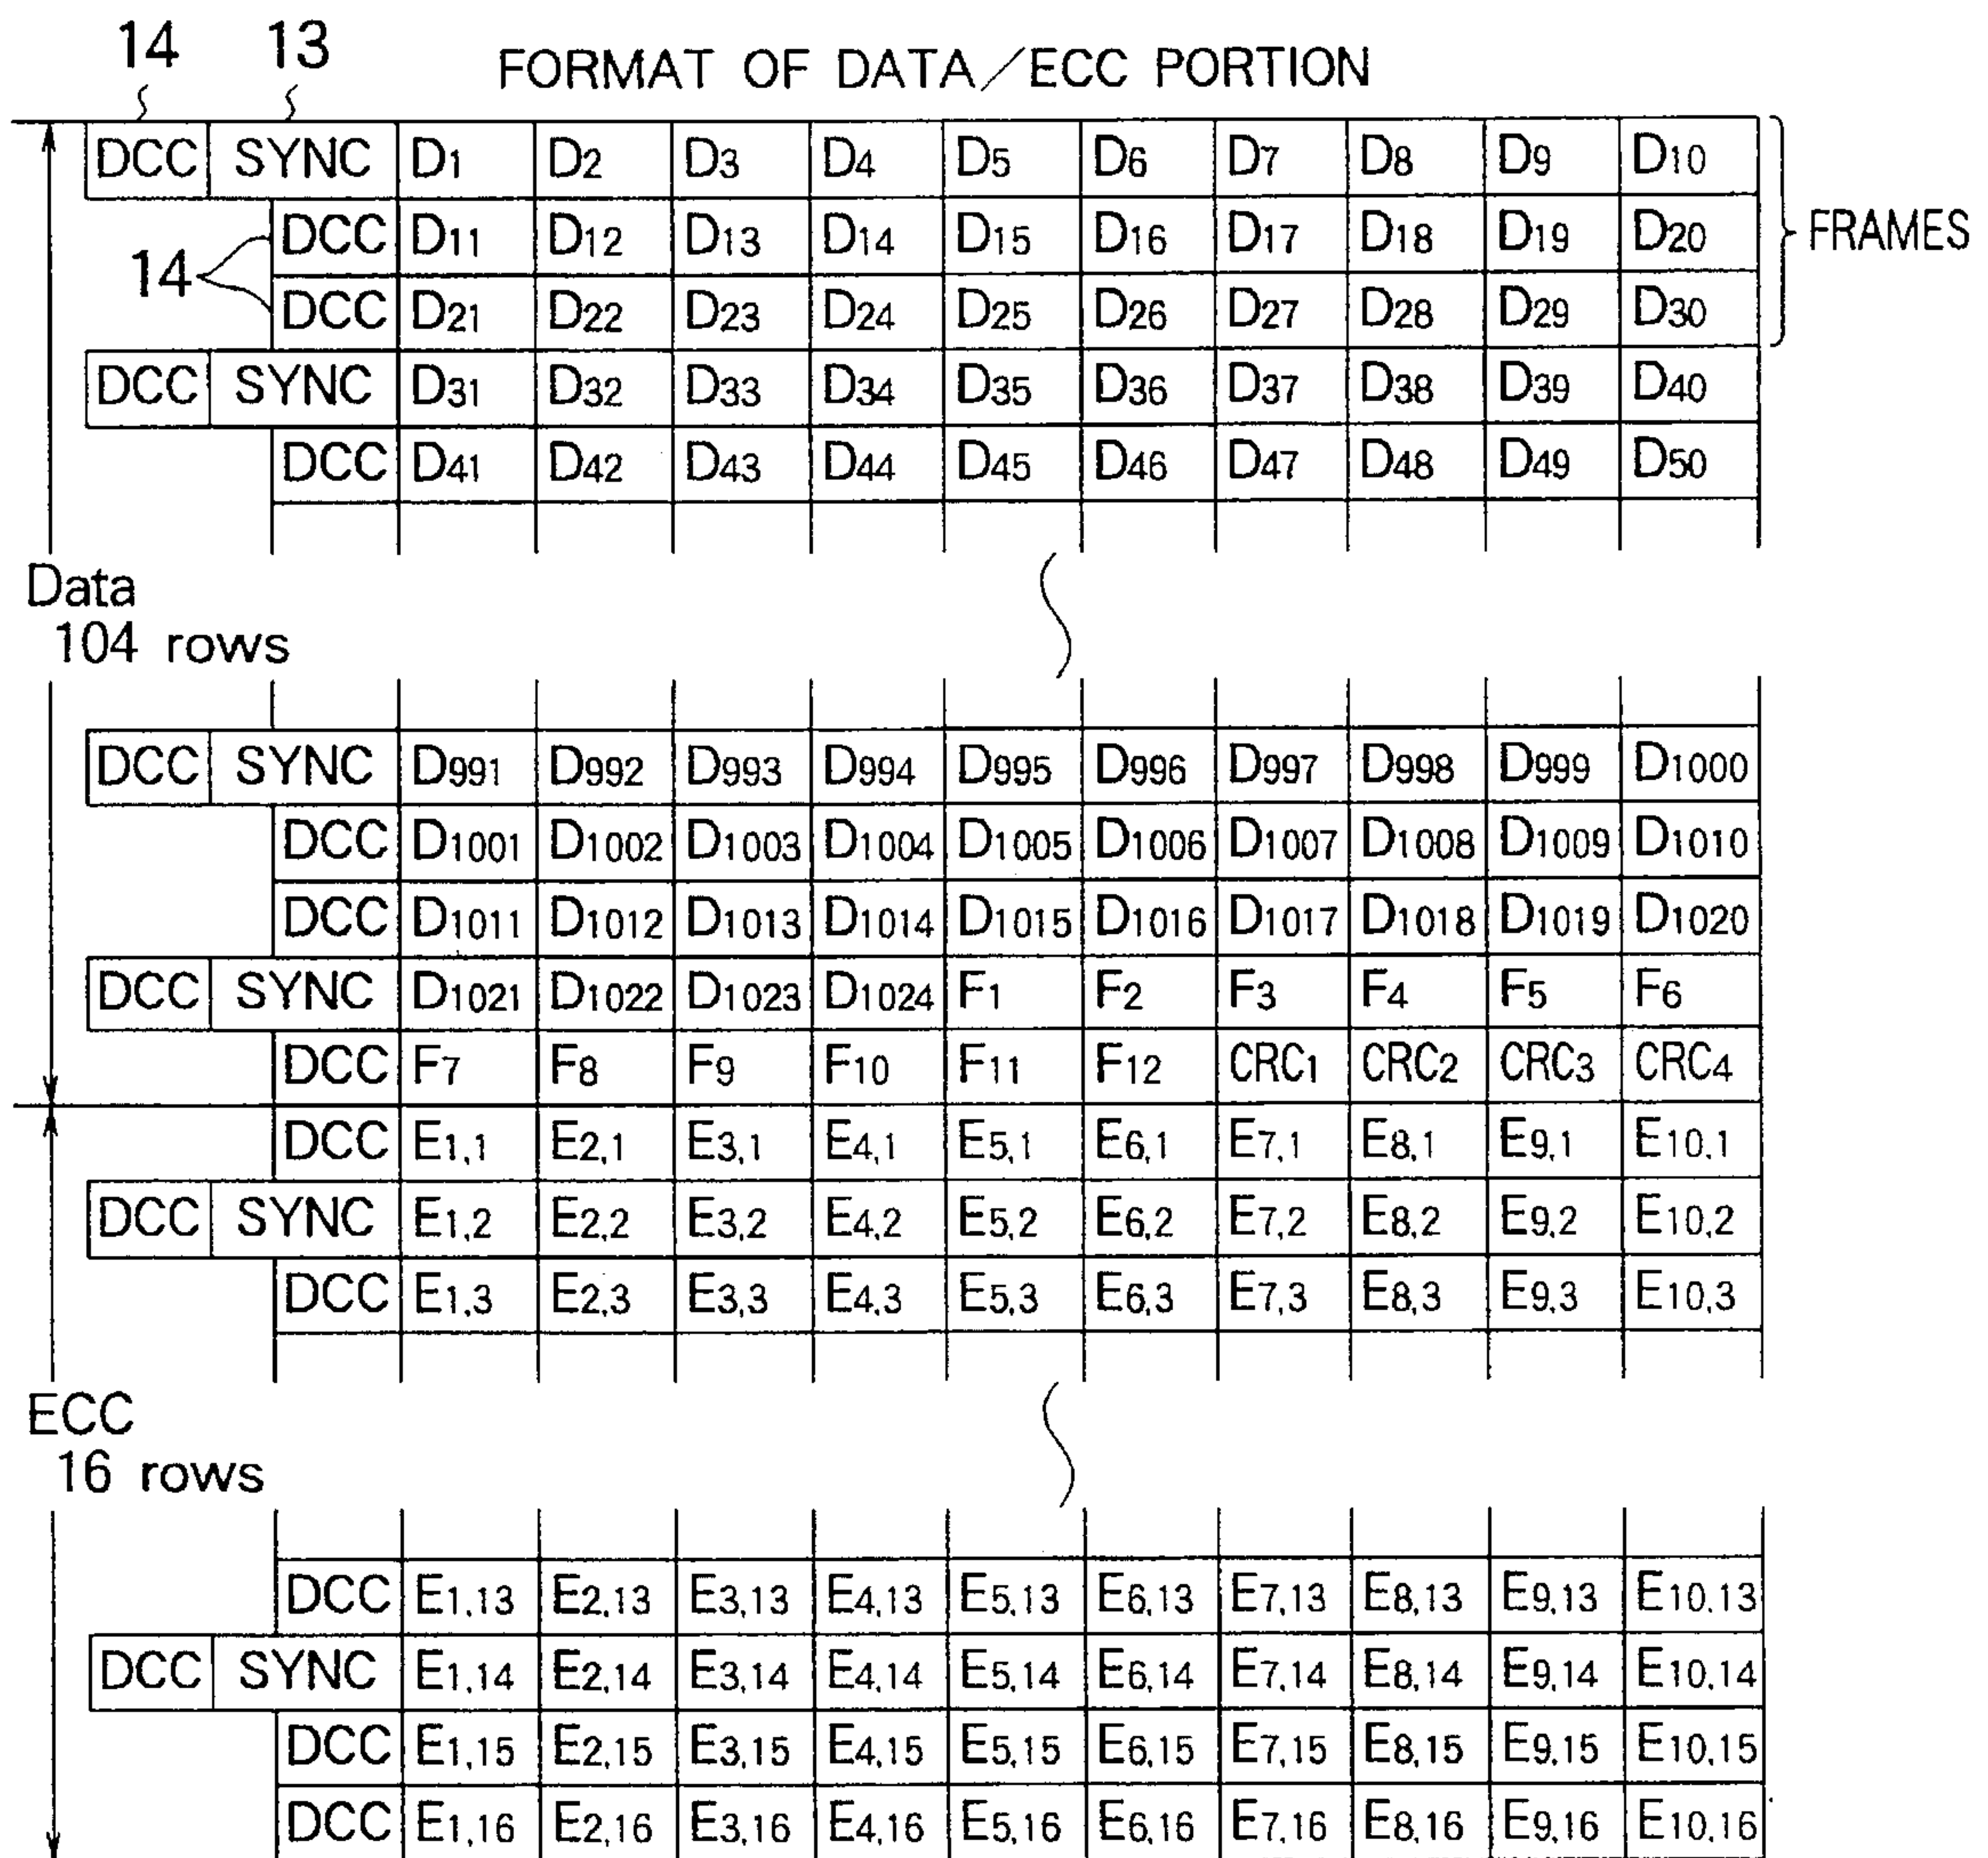 14 13
FORMAT OF DATA/ECC PORTION
DCC SYNC D1 D2 D3 D4 D5 D6 D7 D8 D9 D10
DCC D11 D12 D13 D14 D15 D16 D17 D18 D19 D20
FRAMES
14
DCC D21 D22 D23 D24 D25 D26 D27 D28 D29 D30
DCC SYNC D31 D32 D33 D34 D35 D36 D37 D38 D39 D40
DCC D41 D42 D43 D44 D45 D46 D47 D48 D49 D50
Data
104 rows
DCC SYNC D991 D992 D993 D994 D995 D996 D997 D998 D999 D1000
DCC D1001 D1002 D1003 D1004 D1005 D1006 D1007 D1008 D1009 D1010
DCC D1011 D1012 D1013 D1014 D1015 D1016 D1017 D1018 D1019 D1020
DCC SYNC D1021 D1022 D1023 D1024 F1 F2 F3 F4 F5 F6
DCC F7 F8 F9 F10 F11 F12 CRC1 CRC2 CRC3 CRC4
DCC E1,1 E2,1 E3,1 E4,1 E5,1 E6,1 E7,1 E8,1 E9,1 E10,1
DCC SYNC E1,2 E2,2 E3,2 E4,2 E5,2 E6,2 E7,2 E8,2 E9,2 E10,2
DCC E1,3 E2,3 E3,3 E4,3 E5,3 E6,3 E7,3 E8,3 E9,3 E10,3
ECC
16 rows
DCC E1,13 E2,13 E3,13 E4,13 E5,13 E6,13 E7,13 E8,13 E9,13 E10,13
DCC SYNC E1,14 E2,14 E3,14 E4,14 E5,14 E6,14 E7,14 E8,14 E9,14 E10,14
DCC E1,15 E2,15 E3,15 E4,15 E5,15 E6,15 E7,15 E8,15 E9,15 E10,15
DCC E1,16 E2,16 E3,16 E4,16 E5,16 E6,16 E7,16 E8,16 E9,16 E10,16